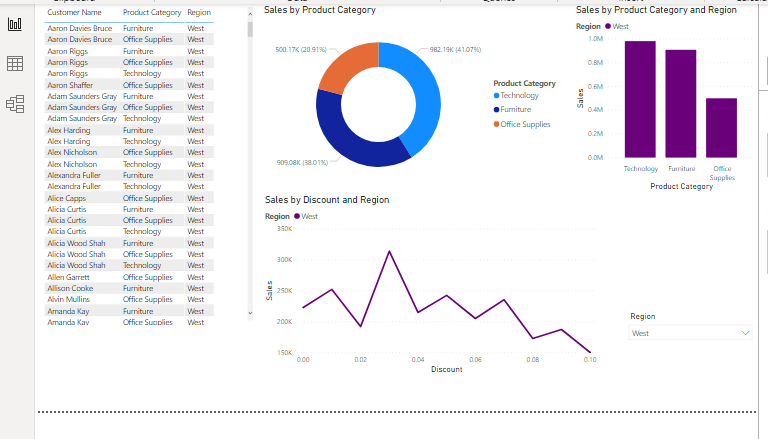 Customer Name Product Category Region
Aaron Davies Bruce Furniture West
Aaron Davies Bruce Office Supplies West
Aaron Riggs Furniture West
Aaron Riggs Office Supplies West
Aaron Riggs Technology West
Aaron Shaffer Office Supplies West
Adam Saunders Gray Furniture West
Adam Saunders Gray Office Supplies West
Adam Saunders Gray Technology West
Alex Harding Furniture West
Alex Harding Technology West
Alex Nicholson Office Supplies West
Alex Nicholson Technology West
Alexandra Fuller Furniture West
Alexandra Fuller Technology West
Alice Capps Office Supplies West
Alicia Curtis Furniture West
Alicia Curtis Office Supplies West
Alicia Curtis Technology West
Alicia Wood Shah Furniture West
Alicia Wood Shah Office Supplies West
Alicia Wood Shah Technology West
Allen Garrett Office Supplies West
Allison Cooke Furniture West
Alvin Mullins Office Supplies West
Amanda Kay Furniture West
Amanda Kay Office Supplies West
Sales by Product Category
500.17K (20.91%)
982.19K (41.07%)
909.08K (38.01%)
Product Category
Technology
Furniture
Office Supplies
Sales by Product Category and Region
Region West
1.0M
0.8M
0.6M
0.4M
0.2M
0.0M
Sales
Technology Furniture Office
Supplies
Product Category
Sales by Discount and Region
Region West
350K
300K
250K
200K
150K
Sales
0.00 0.02 0.04 0.06 0.08 0.10
Discount
Region
West